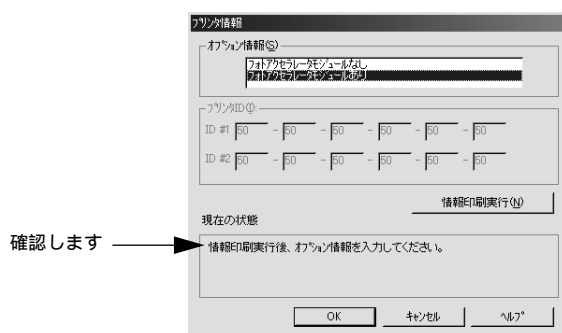 プリンタ情報
オプション情報(S)
フォトアクセラレータモジュールなし
フォトアクセラレータモジュールあり
プリンタID(I):
ID #1 50 - 50 - 50 - 50 - 50 - 50
ID #2 50 - 50 - 50 - 50 - 50 - 50
情報印刷実行(N)
現在の状態
確認します
情報印刷実行後、オプション情報を入力してください。
OK キャンセル ヘルプ